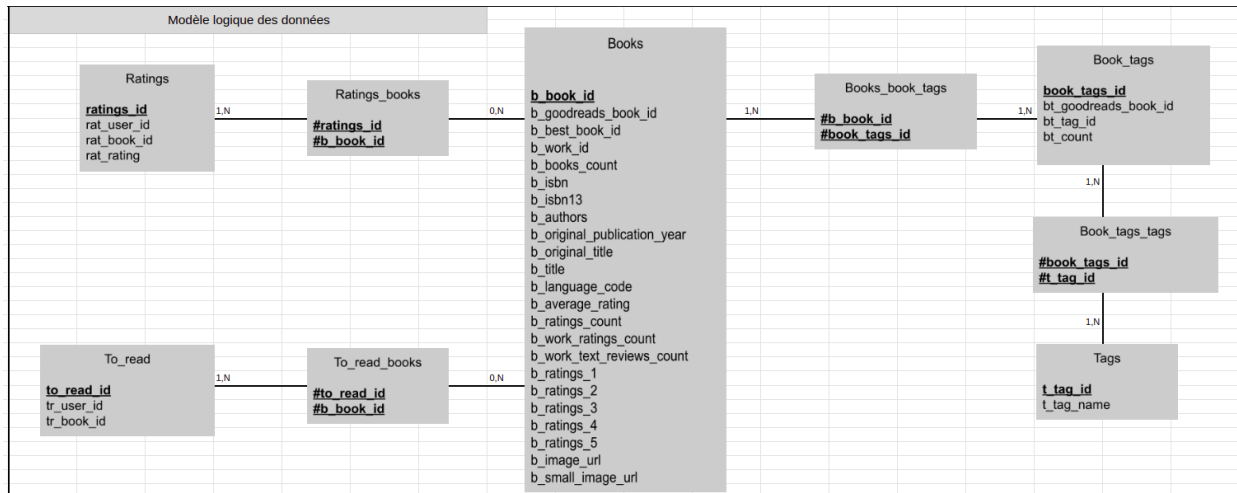 Modèle logique des données
Ratings
ratings_id
rat_user_id
rat_book_id
rat_rating
1,N
Ratings_books
#ratings_id
#b_book_id
0,N
To_read
to_read_id
tr_user_id
tr_book_id
1,N
To_read_books
#to_read_id
#b_book_id
0,N
Books
b_book_id
b_goodreads_book_id
b_best_book_id
b_work_id
b_books_count
b_isbn
b_isbn13
b_authors
b_original_publication_year
b_original_title
b_title
b_language_code
b_average_rating
b_ratings_count
b_work_ratings_count
b_work_text_reviews_count
b_ratings_1
b_ratings_2
b_ratings_3
b_ratings_4
b_ratings_5
b_image_url
b_small_image_url
1,N
Books_book_tags
#b_book_id
#book_tags_id
1,N
Book_tags
book_tags_id
bt_goodreads_book_id
bt_tag_id
bt_count
1,N
Book_tags_tags
#book_tags_id
#t_tag_id
1,N
Tags
t_tag_id
t_tag_name